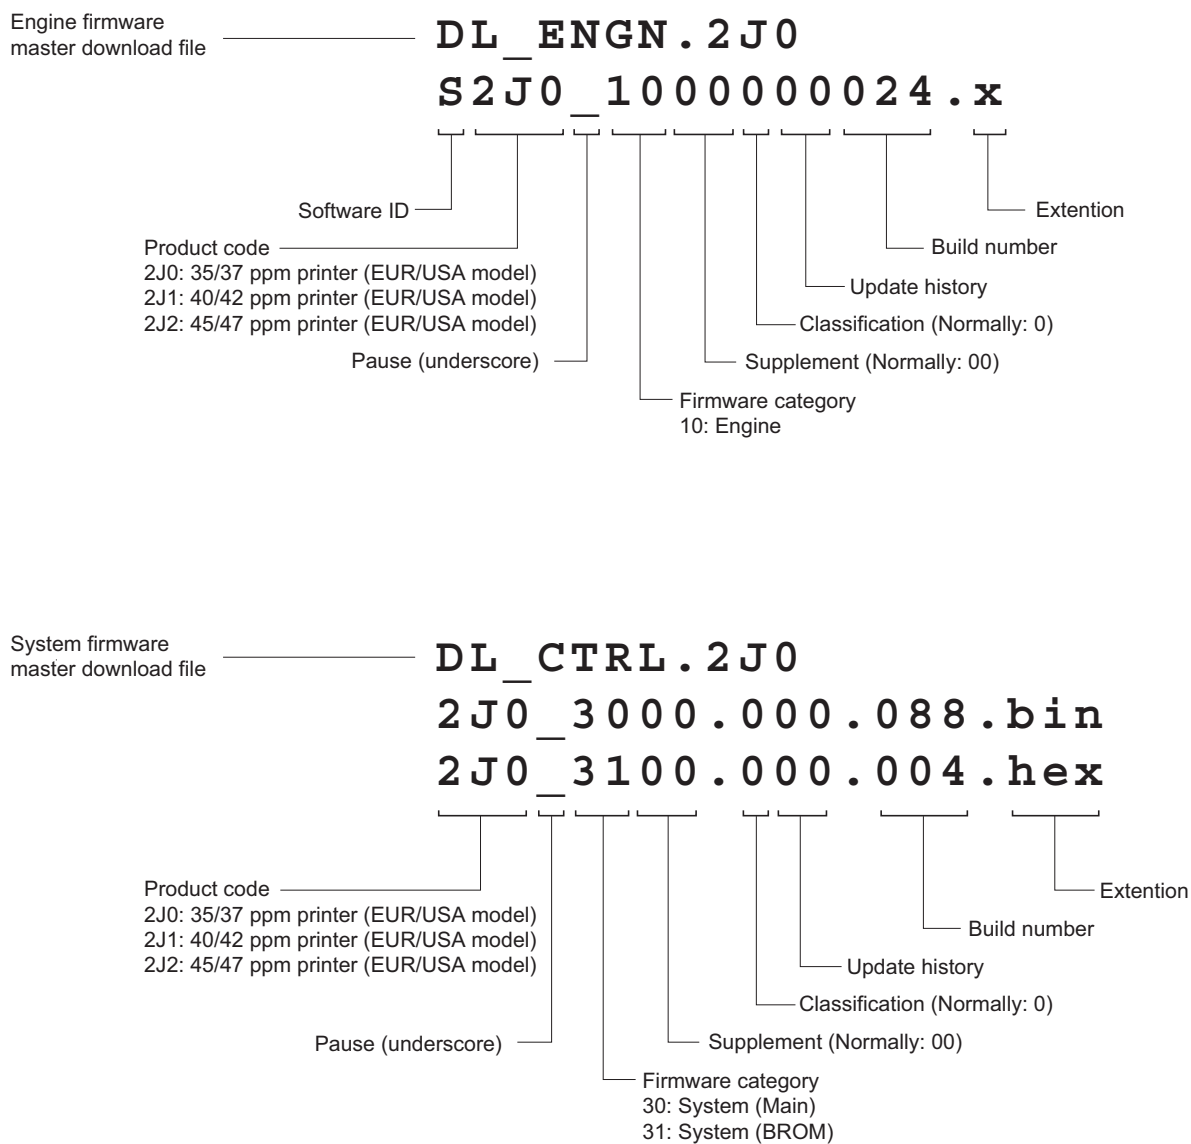 Engine firmware
master download file
DL_ENGN.2J0
S2J0_1000000024.x
Software ID
Extention
Product code
2J0: 35/37 ppm printer (EUR/USA model)
2J1: 40/42 ppm printer (EUR/USA model)
2J2: 45/47 ppm printer (EUR/USA model)
Build number
Update history
Classification (Normally: 0)
Pause (underscore)
Supplement (Normally: 00)
Firmware category
10: Engine
System firmware
master download file
DL_CTRL.2J0
2J0_3000.000.088.bin
2J0_3100.000.004.hex
Product code
2J0: 35/37 ppm printer (EUR/USA model)
2J1: 40/42 ppm printer (EUR/USA model)
2J2: 45/47 ppm printer (EUR/USA model)
Extention
Build number
Update history
Classification (Normally: 0)
Pause (underscore)
Supplement (Normally: 00)
Firmware category
30: System (Main)
31: System (BROM)